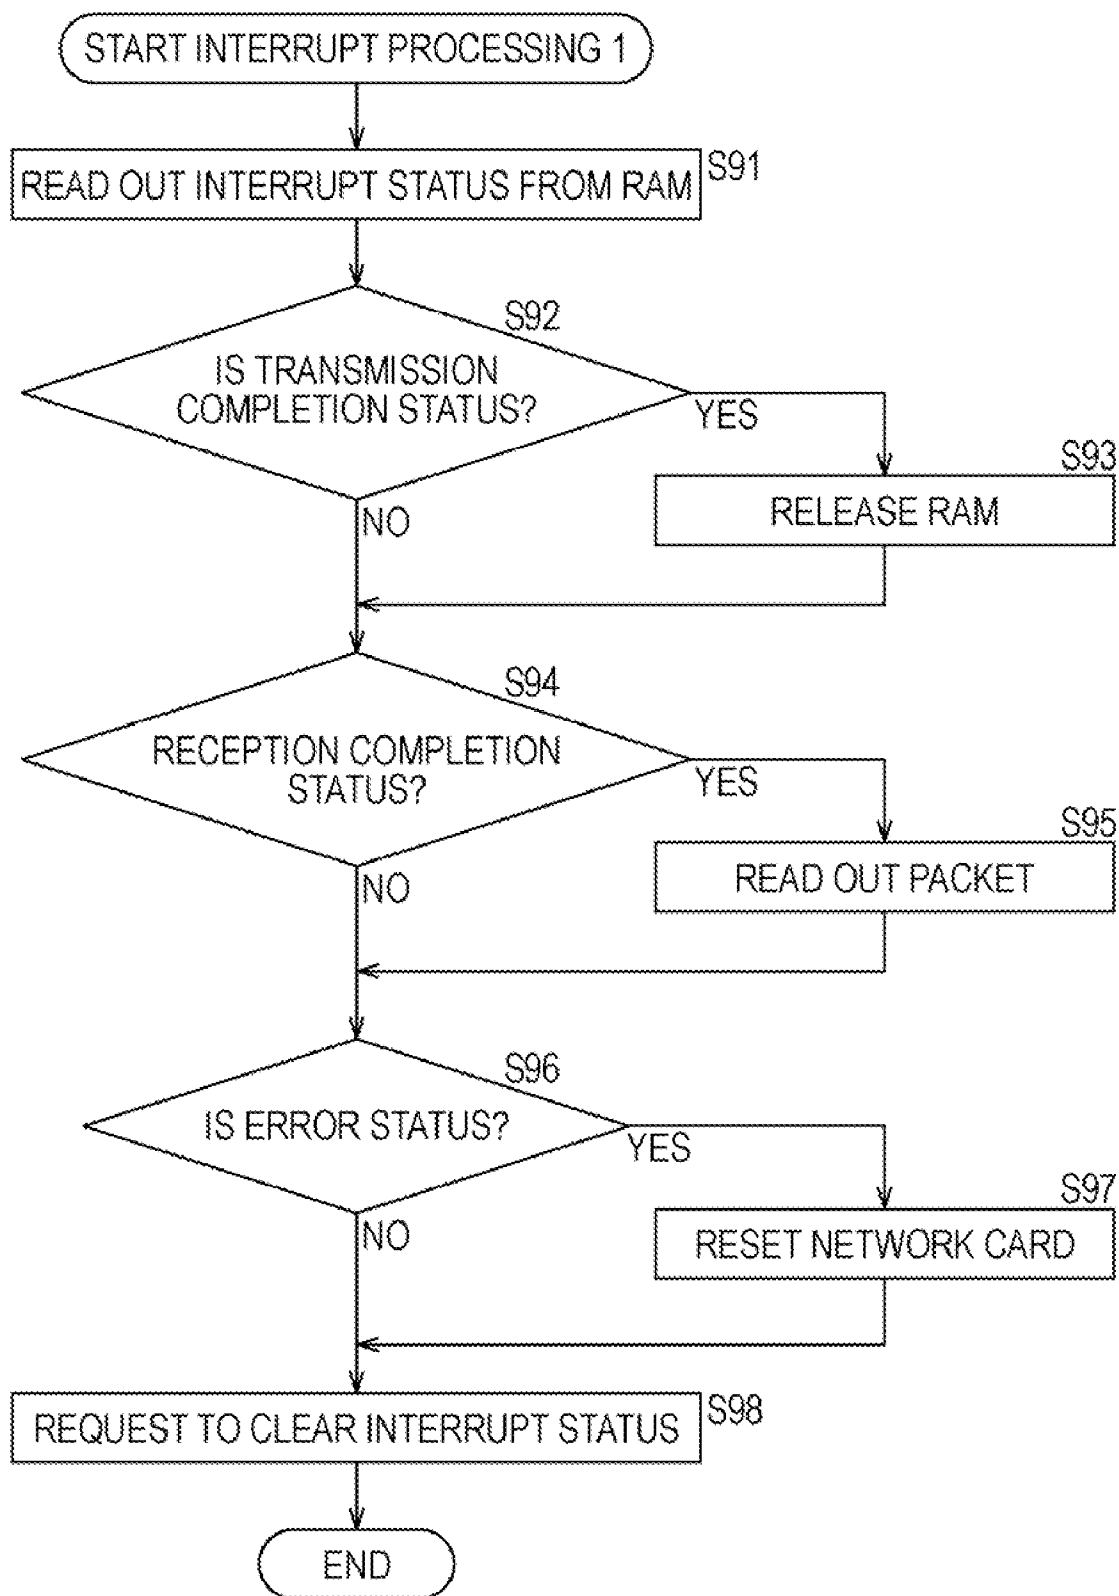 START INTERRUPT PROCESSING 1
READ OUT INTERRUPT STATUS FROM RAM
S91
S92
IS TRANSMISSION
COMPLETION STATUS?
YES
NO
S93
RELEASE RAM
S94
RECEPTION COMPLETION
STATUS?
YES
NO
S95
READ OUT PACKET
S96
IS ERROR STATUS?
YES
NO
S97
RESET NETWORK CARD
REQUEST TO CLEAR INTERRUPT STATUS
S98
END